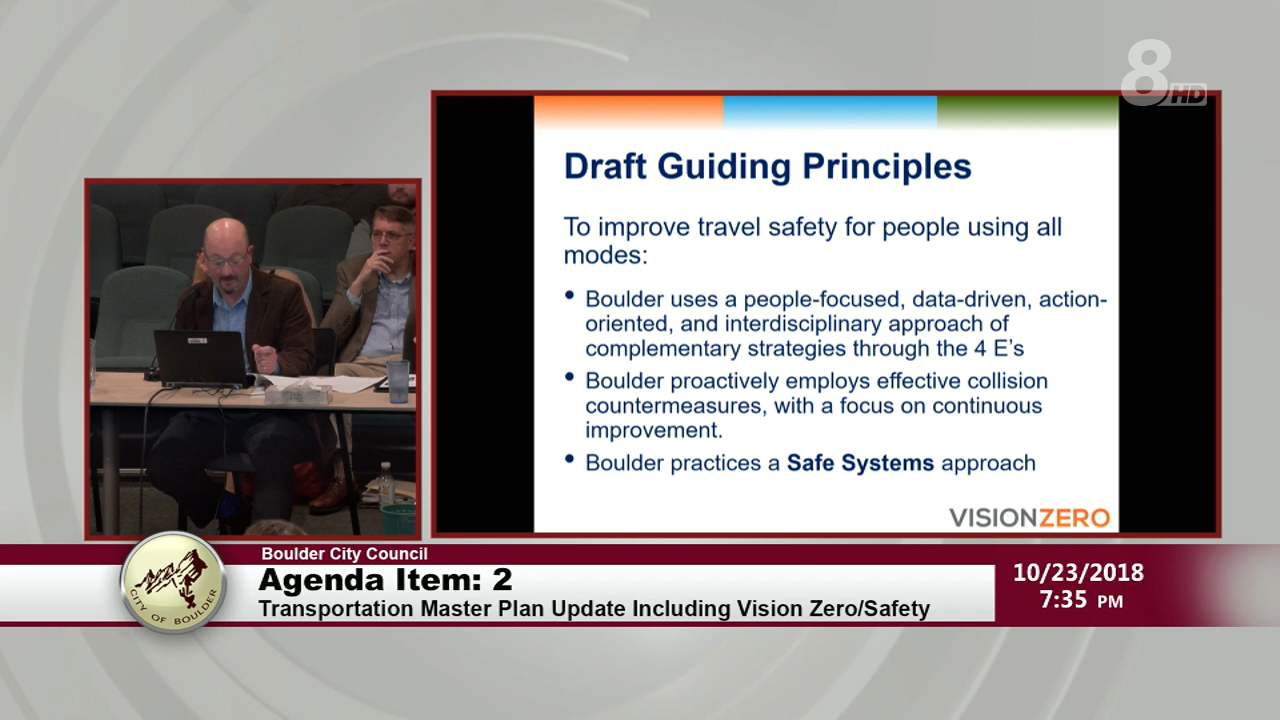 8
HD
Draft Guiding Principles
To improve travel safety for people using all
modes:
• Boulder uses a people-focused, data-driven, action-
oriented, and interdisciplinary approach of
complementary strategies through the 4 E's
• Boulder proactively employs effective collision
countermeasures, with a focus on continuous
improvement.
• Boulder practices a Safe Systems approach
VISIONZERO
Boulder City Council
Agenda Item: 2
Transportation Master Plan Update Including Vision Zero/Safety
10/23/2018
7:35 PM
CITY OF BOULDER